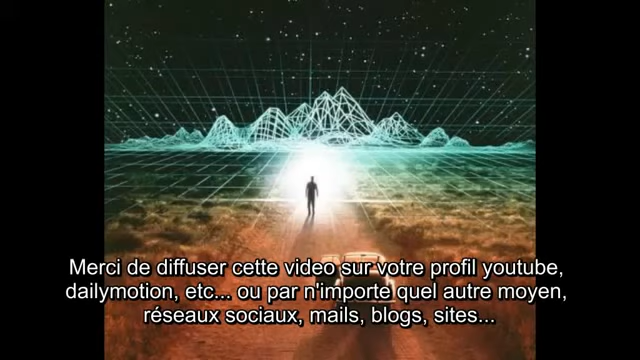 Merci de diffuser cette video sur votre profil youtube,
dailymotion, etc... ou par n'importe quel autre moyen,
réseaux sociaux, mails, blogs, sites...